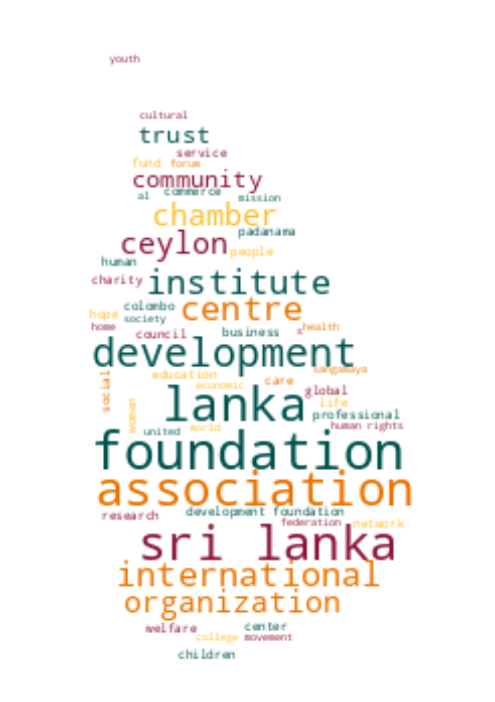 youth
cultural
trust
service
fund forum
community
al commerce mission
chamber
padanama
ceylon people
human
charity institute
colombo centre
hope society
home council business s health
development
sangamaya
social education care
economic global
women lanka life
professional
united world human rights
foundation
association
research development foundation
federation network
sri lanka
international
organization
welfare center
college movement
children